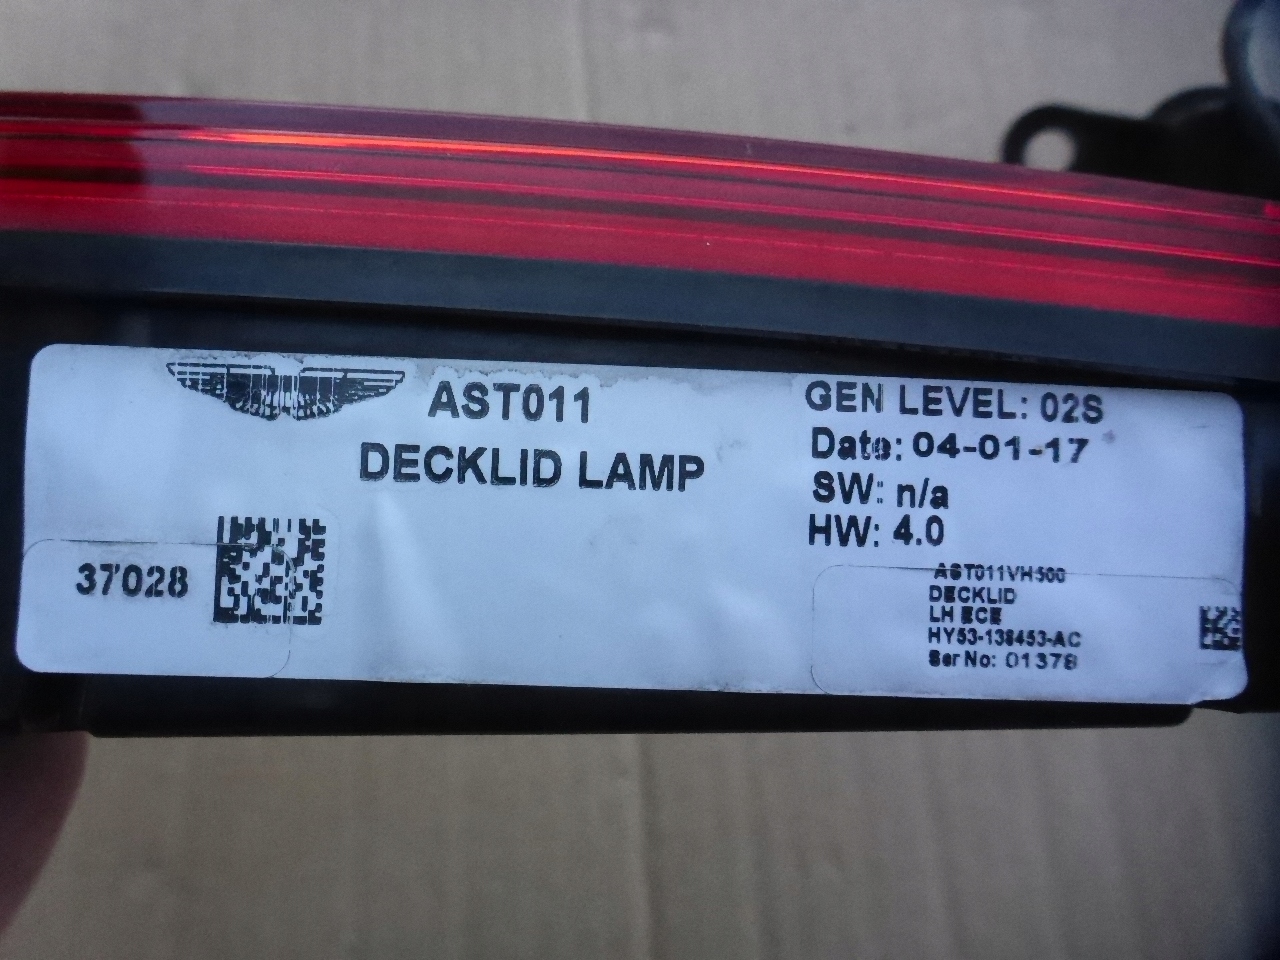 AST011
DECKLID LAMP
GEN LEVEL: 02S
Date: 04-01-17
SW: n/a
HW: 4.0
37028
AST011VH500
DECKLID
LH ECE
HY53-138453-AC
Ser No: 01378